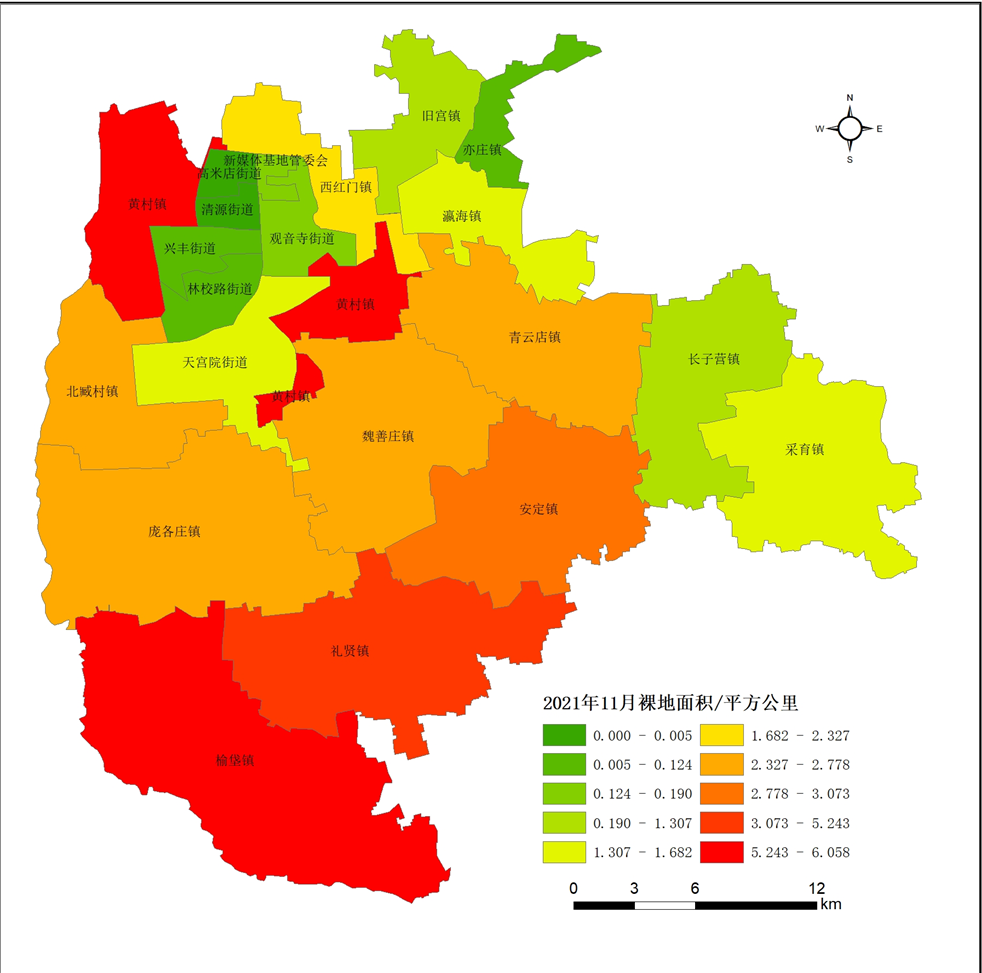 N
W E
S
旧宫镇
亦庄镇
新媒体基地管委会
高米店街道
西红门镇
黄村镇
清源街道
瀛海镇
观音寺街道
兴丰街道
林校路街道
黄村镇
青云店镇
长子营镇
天宫院街道
北臧村镇
黄村镇
魏善庄镇
采育镇
安定镇
庞各庄镇
礼贤镇
榆垡镇
2021年11月裸地面积/平方公里
0.000 - 0.005
0.005 - 0.124
0.124 - 0.190
0.190 - 1.307
1.307 - 1.682
1.682 - 2.327
2.327 - 2.778
2.778 - 3.073
3.073 - 5.243
5.243 - 6.058
0 3 6 12
km